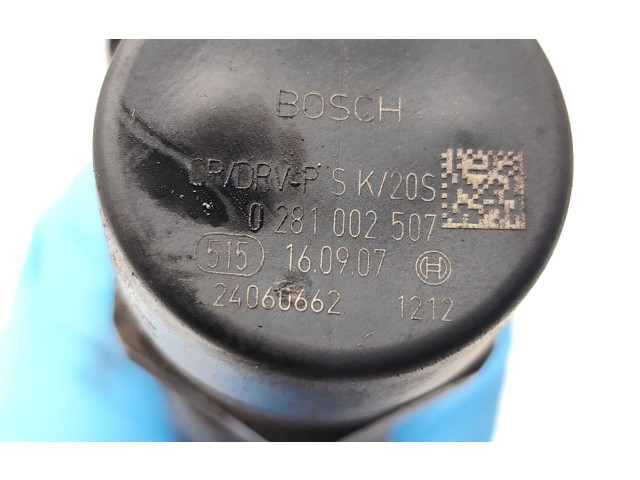 BOSCH
CR/DRV-P S K/20S
0 281 002 507
515 16.09.07
24060662 1212